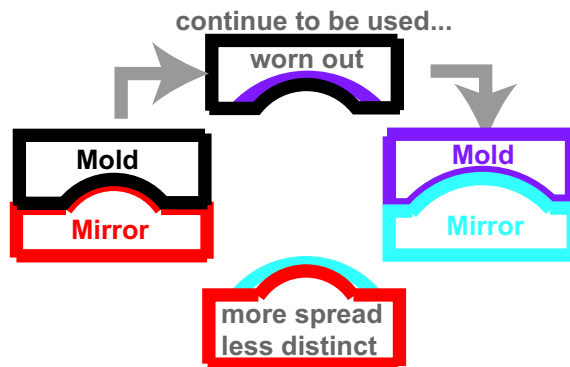 continue to be used...
worn out
Mold
Mirror
Mold
Mirror
more spread
less distinct